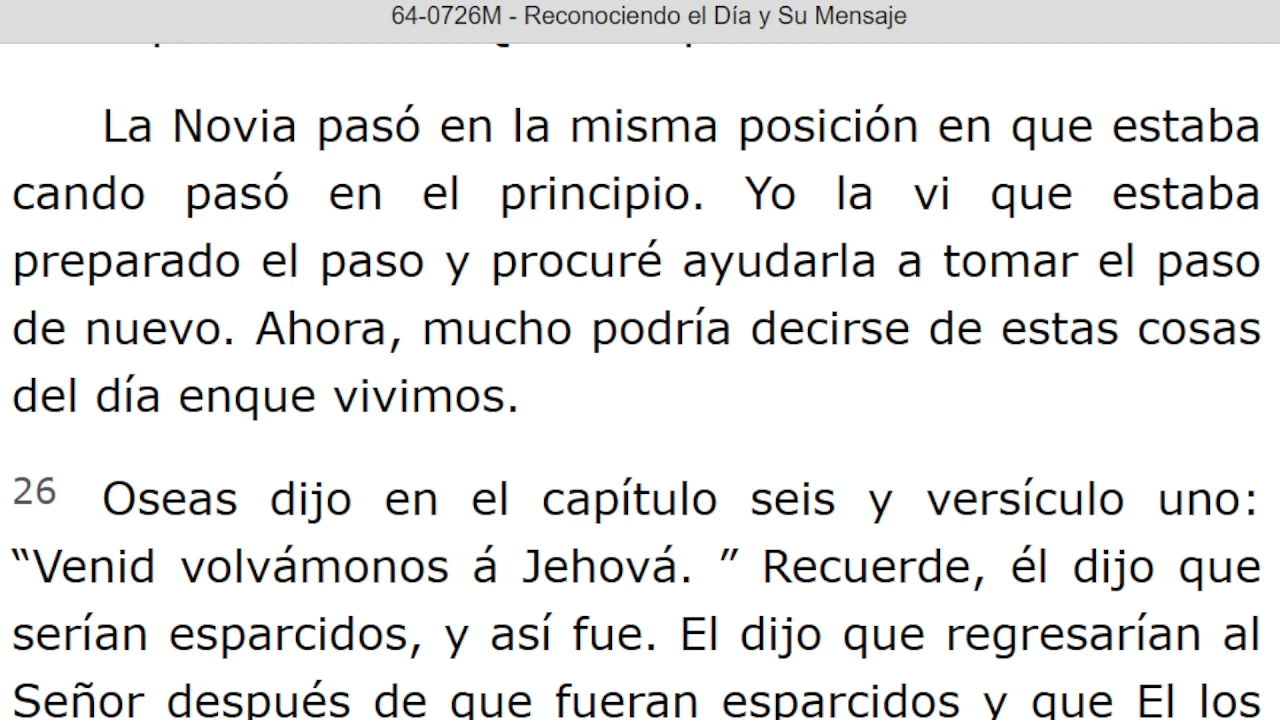 64-0726M - Reconociendo el Día y Su Mensaje
La Novia pasó en la misma posición en que estaba
cando pasó en el principio. Yo la vi que estaba
preparado el paso y procuré ayudarla a tomar el paso
de nuevo. Ahora, mucho podría decirse de estas cosas
del día enque vivimos.
26 Oseas dijo en el capítulo seis y versículo uno:
“Venid volvámonos á Jehová. ” Recuerde, él dijo que
serían esparcidos, y así fue. El dijo que regresarían al
Señor después de que fueran esparcidos y que El los